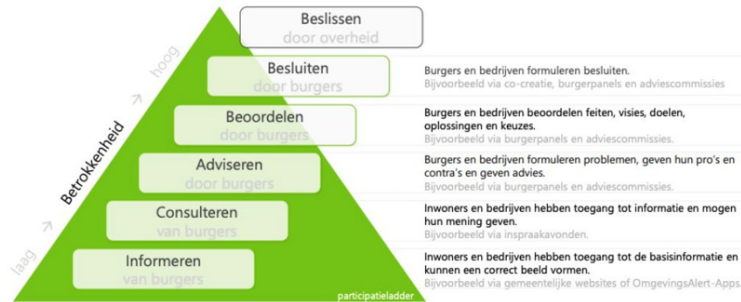 Beslissen
door overheid
hoog
Besluiten
door burgers
Burgers en bedrijven formuleren besluiten.
Bijvoorbeeld via co-creatie, burgerpanels en adviescommissies
Beoordelen
door burgers
Burgers en bedrijven beoordelen feiten, visies, doelen,
oplossingen en keuzes.
Bijvoorbeeld via burgerpanels en adviescommissies.
Betrokkenheid
Adviseren
door burgers
Burgers en bedrijven formuleren problemen, geven hun pro's en
contra's en geven advies.
Bijvoorbeeld via burgerpanels en adviescommissies.
Consulteren
van burgers
Inwoners en bedrijven hebben toegang tot informatie en mogen
hun mening geven.
Bijvoorbeeld via inspraakavonden.
laag
Informeren
van burgers
Inwoners en bedrijven hebben toegang tot de basisinformatie en
kunnen een correct beeld vormen.
Bijvoorbeeld via gemeentelijke websites of OmgevingsAlert-Apps.
participatieladder